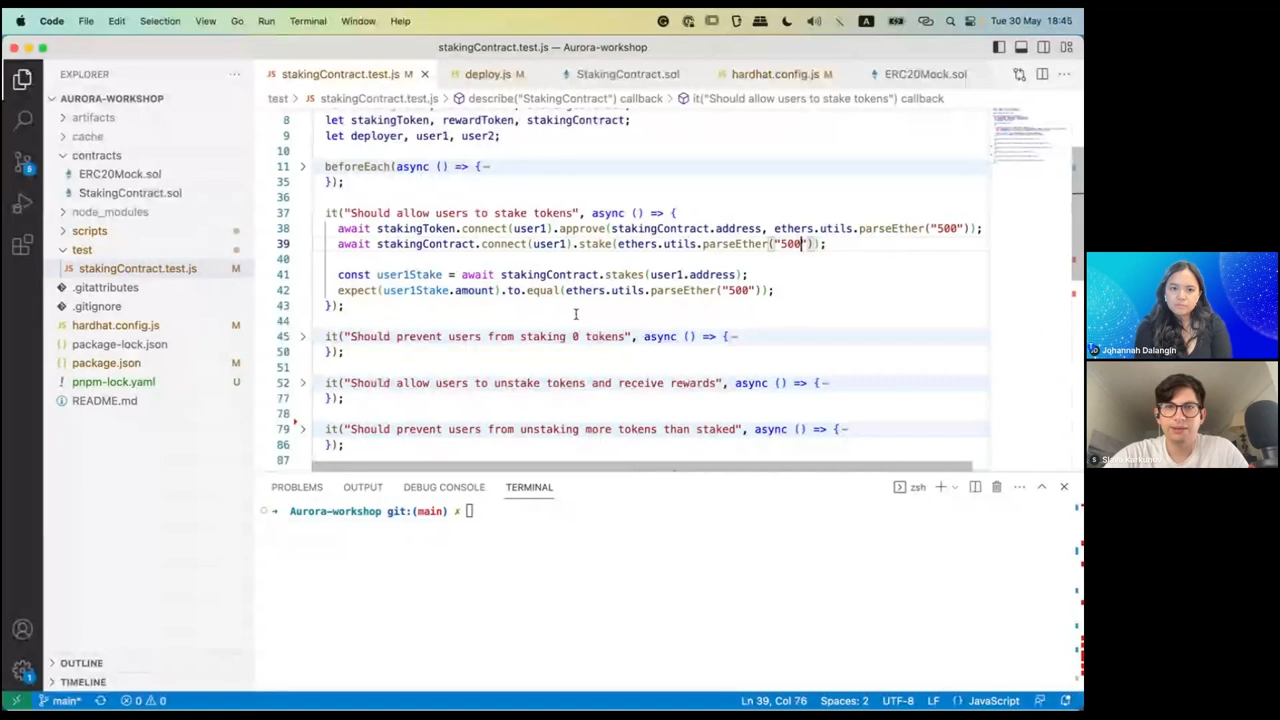 Code File Edit Selection View Go Run Terminal Window Help A Tue 30 May 18:45
stakingContract.test.js — Aurora-workshop
EXPLORER
stakingContract.test.js M
deploy.js M
StakingContract.sol
hardhat.config.js M
ERC20Mock.sol
test > stakingContract.test.js > describe("StakingContract") callback > it("Should allow users to stake tokens") callback
AURORA-WORKSHOP
artifacts
cache
contracts
ERC20Mock.sol
StakingContract.sol
node_modules
scripts
test
stakingContract.test.js M
.gitattributes
.gitignore
hardhat.config.js M
package-lock.json
package.json M
pnpm-lock.yaml U
README.md
OUTLINE
TIMELINE
8 let stakingToken, rewardToken, stakingContract;
9 let deployer, user1, user2;
10
11 beforeEach(async () => {
35 });
36
37 it("Should allow users to stake tokens", async () => {
38 await stakingToken.connect(user1).approve(stakingContract.address, ethers.utils.parseEther("500"));
39 await stakingContract.connect(user1).stake(ethers.utils.parseEther("500"));
40
41 const user1Stake = await stakingContract.stakes(user1.address);
42 expect(user1Stake.amount).to.equal(ethers.utils.parseEther("500"));
43 });
44
45 it("Should prevent users from staking 0 tokens", async () => {
50 });
51
52 it("Should allow users to unstake tokens and receive rewards", async () => {
77 });
78
79 it("Should prevent users from unstaking more tokens than staked", async () => {
86 });
87
PROBLEMS OUTPUT DEBUG CONSOLE TERMINAL zsh
Aurora-workshop git:(main) ✗
5
1
main* 0 0 Ln 39, Col 76 Spaces: 2 UTF-8 LF {} JavaScript
Johannah Dalangin